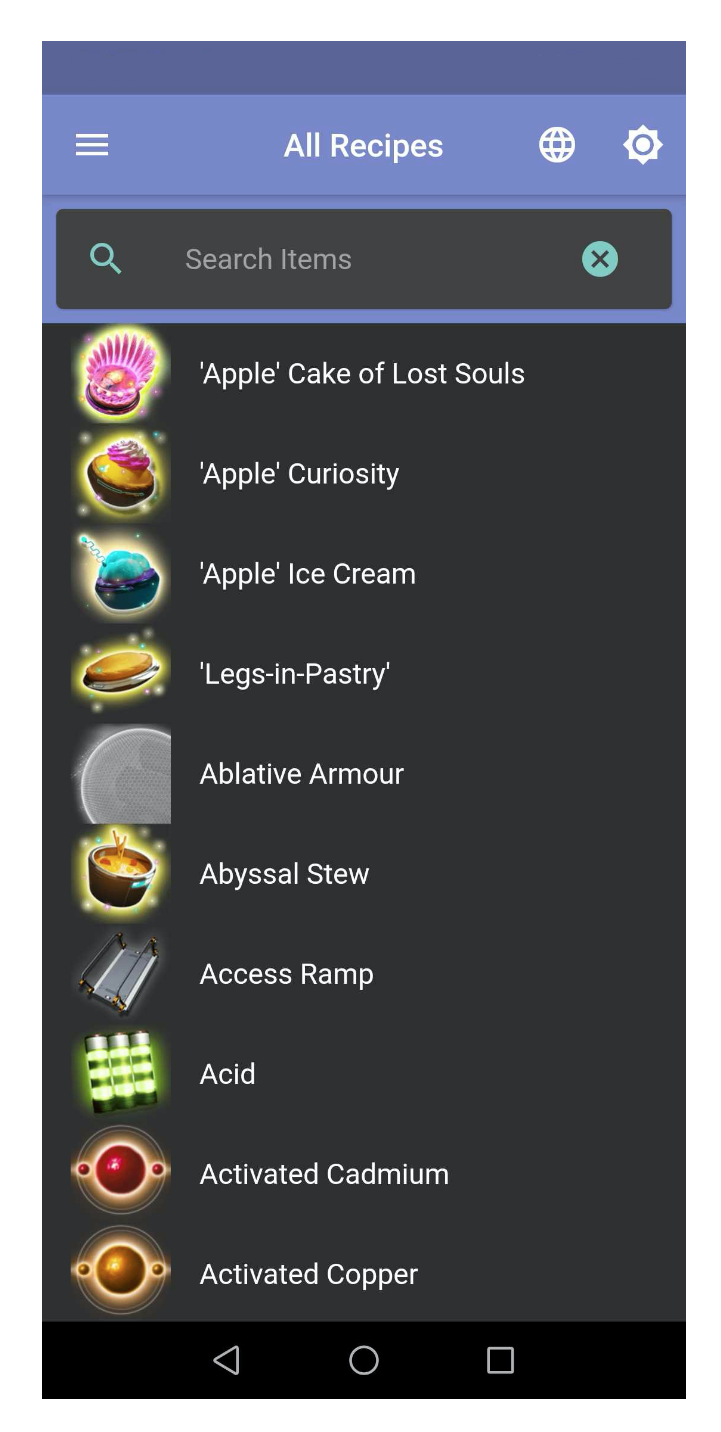 All Recipes
Search Items
'Apple' Cake of Lost Souls
'Apple' Curiosity
'Apple' Ice Cream
'Legs-in-Pastry'
Ablative Armour
Abyssal Stew
Access Ramp
Acid
Activated Cadmium
Activated Copper